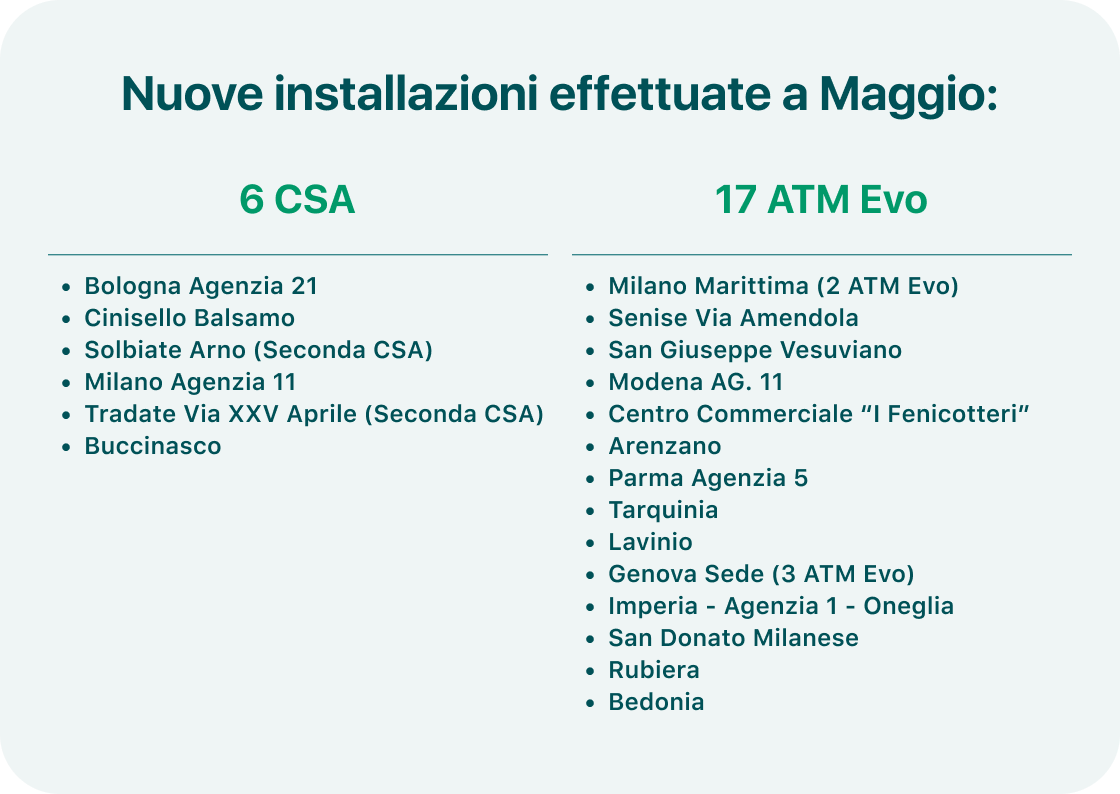 Nuove installazioni effettuate a Maggio:
6 CSA
• Bologna Agenzia 21
• Cinisello Balsamo
• Solbiate Arno (Seconda CSA)
• Milano Agenzia 11
• Tradate Via XXV Aprile (Seconda CSA)
• Buccinasco
17 ATM Evo
• Milano Marittima (2 ATM Evo)
• Senise Via Amendola
• San Giuseppe Vesuviano
• Modena AG. 11
• Centro Commerciale “I Fenicotteri”
• Arenzano
• Parma Agenzia 5
• Tarquinia
• Lavinio
• Genova Sede (3 ATM Evo)
• Imperia - Agenzia 1 - Oneglia
• San Donato Milanese
• Rubiera
• Bedonia